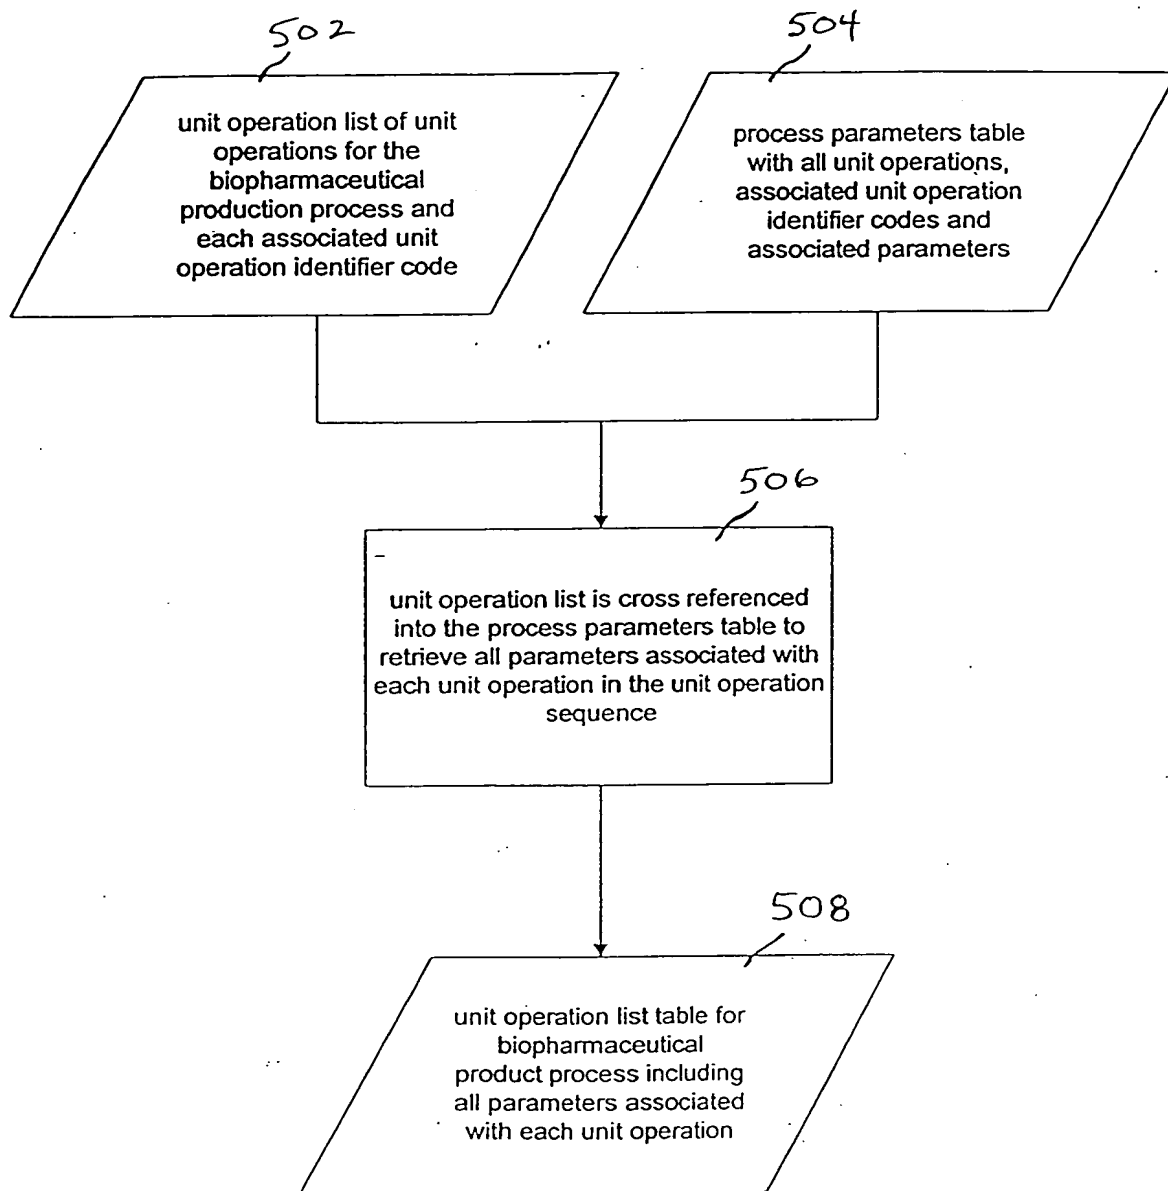 502
unit operation list of unit
operations for the
biopharmaceutical
production process and
each associated unit
operation identifier code
504
process parameters table
with all unit operations,
associated unit operation
identifier codes and
associated parameters
506
unit operation list is cross referenced
into the process parameters table to
retrieve all parameters associated with
each unit operation in the unit operation
sequence
508
unit operation list table for
biopharmaceutical
product process including
all parameters associated
with each unit operation